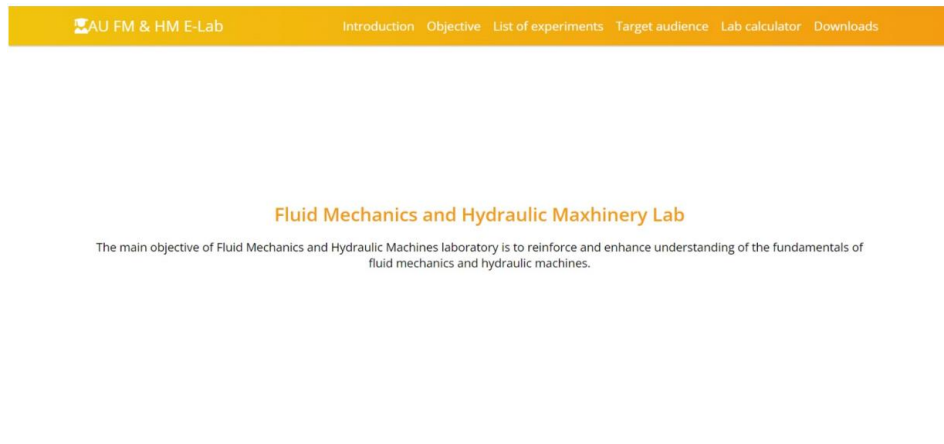 AU FM & HM E-Lab
Introduction Objective List of experiments Target audience Lab calculator Downloads
Fluid Mechanics and Hydraulic Maxhinery Lab
The main objective of Fluid Mechanics and Hydraulic Machines laboratory is to reinforce and enhance understanding of the fundamentals of
fluid mechanics and hydraulic machines.